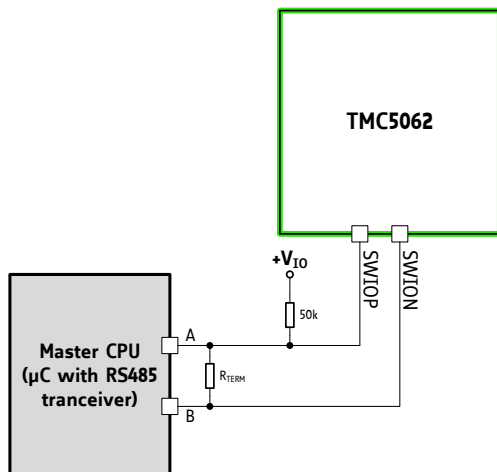 TMC5062
SWIOP
SWION
+VIO
50k
A
Master CPU
(µC with RS485
tranceiver)
RTERM
B